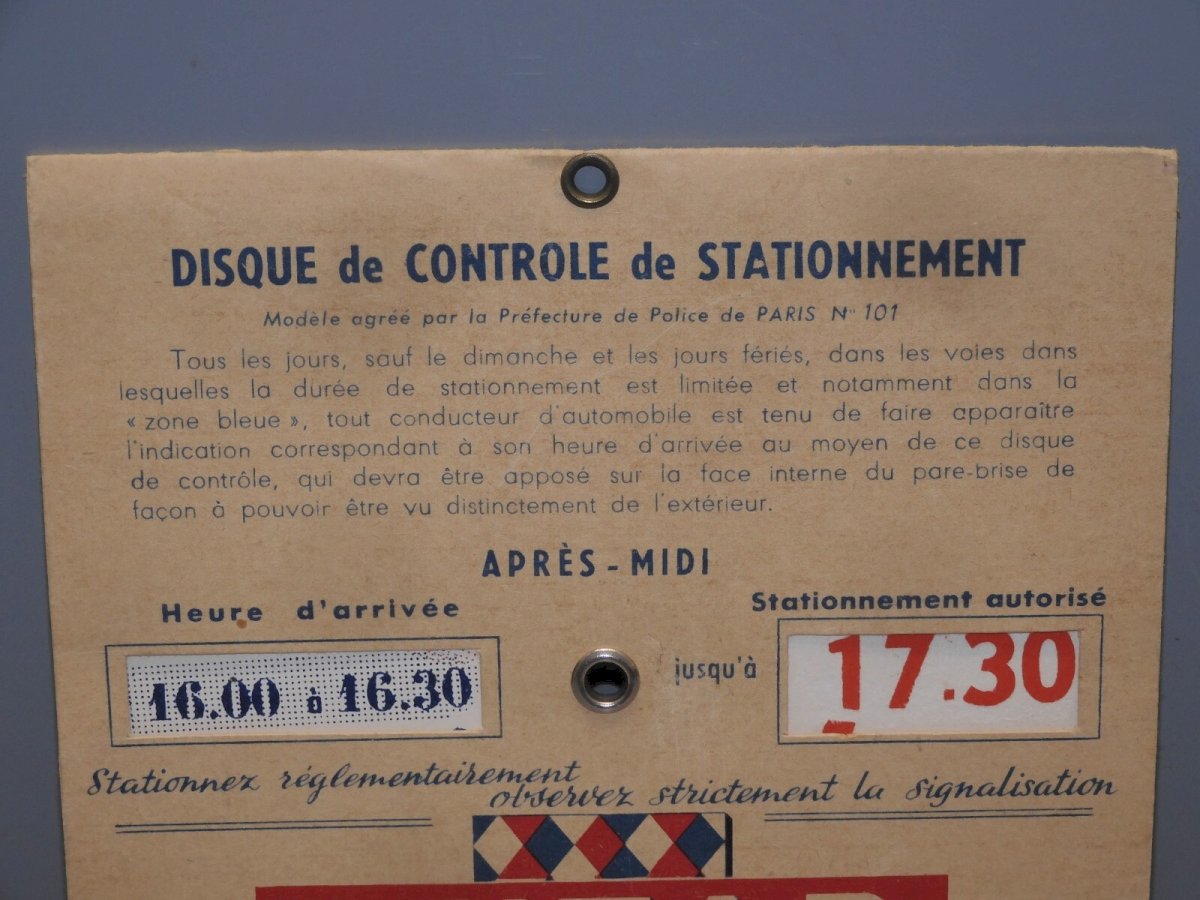 DISQUE de CONTROLE de STATIONNEMENT
Modèle agréé par la Préfecture de Police de PARIS N° 101
Tous les jours, sauf le dimanche et les jours fériés, dans les voies dans
lesquelles la durée de stationnement est limitée et notamment dans la
« zone bleue », tout conducteur d'automobile est tenu de faire apparaître
l'indication correspondant à son heure d'arrivée au moyen de ce disque
de contrôle, qui devra être apposé sur la face interne du pare-brise de
façon à pouvoir être vu distinctement de l'extérieur.
APRÈS - MIDI
Heure d'arrivée
Stationnement autorisé
16.00 à 16.30
jusqu'à
17.30
Stationnez réglementairement
observez strictement la signalisation